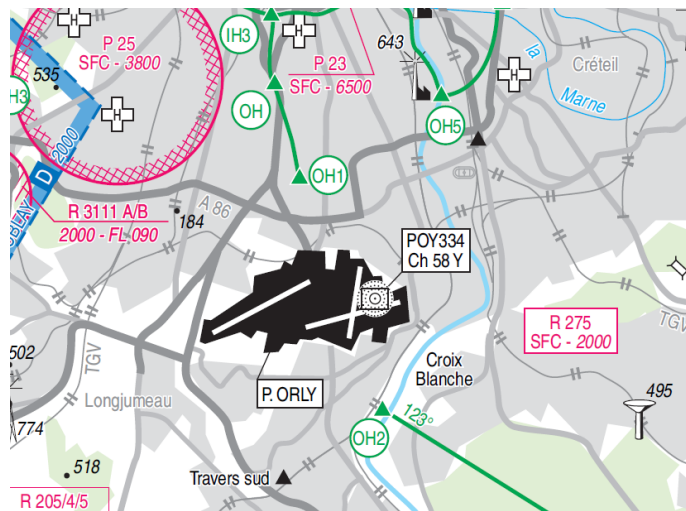 P 25
SFC - 3800
535
H3
IH3
H
P 23
SFC - 6500
643
la
Marne
Créteil
H
H
H
OH
OH5
OH1
D 2000
R 3111 A/B
2000 - FL 090
A 86
184
POY334
Ch 58 Y
R 275
SFC - 2000
TGV
502
TGV
Longjumeau
P. ORLY
Croix
Blanche
495
774
OH2
123°
518
Travers sud
R 205/4/5